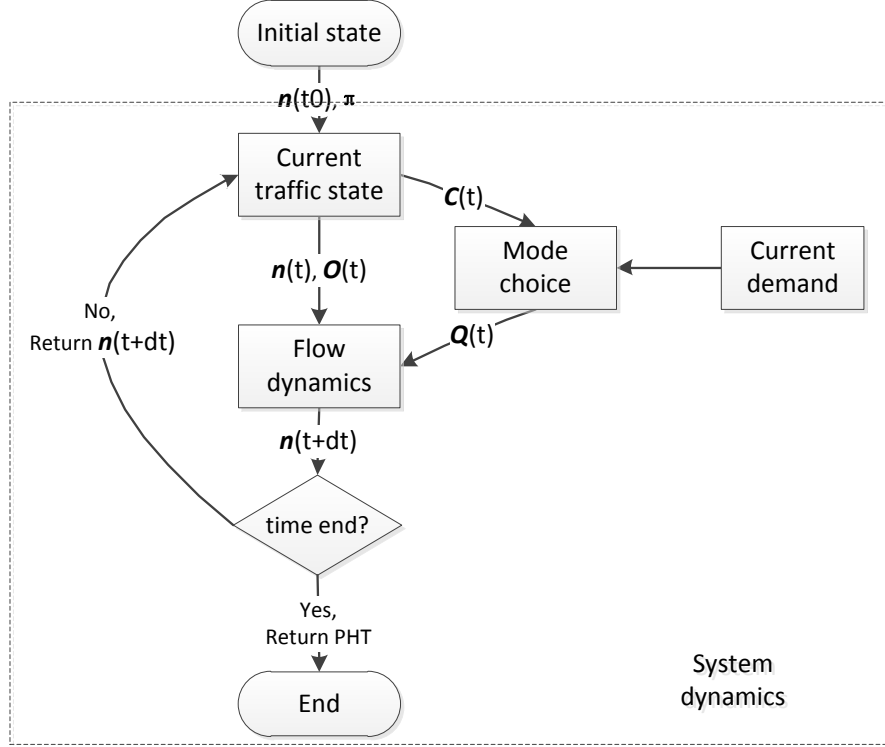 Initial state
n(t0), π
Current
traffic state
C(t)
Mode
choice
Current
demand
n(t), O(t)
No,
Return n(t+dt)
Q(t)
Flow
dynamics
n(t+dt)
time end?
Yes,
Return PHT
End
System
dynamics